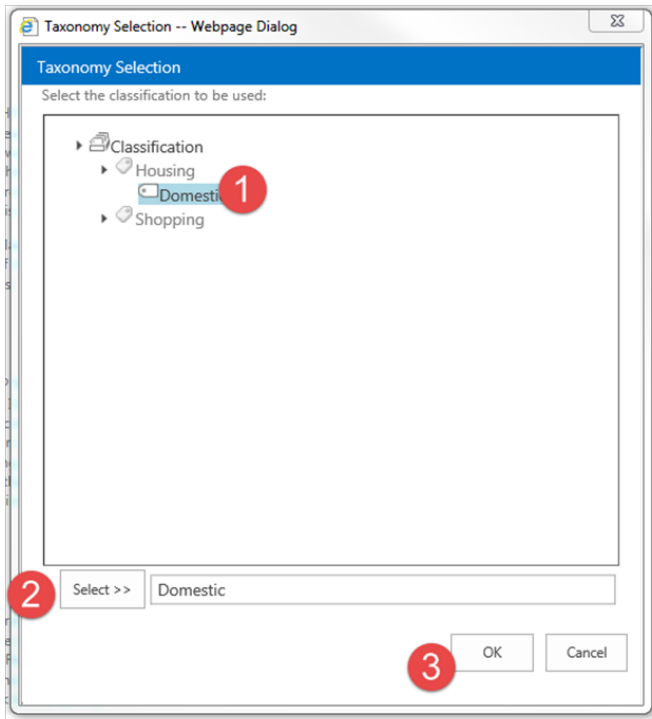 Taxonomy Selection -- Webpage Dialog
Taxonomy Selection
Select the classification to be used:
Classification
Housing
Domestic 1
Shopping
2 Select >> Domestic
3 OK Cancel